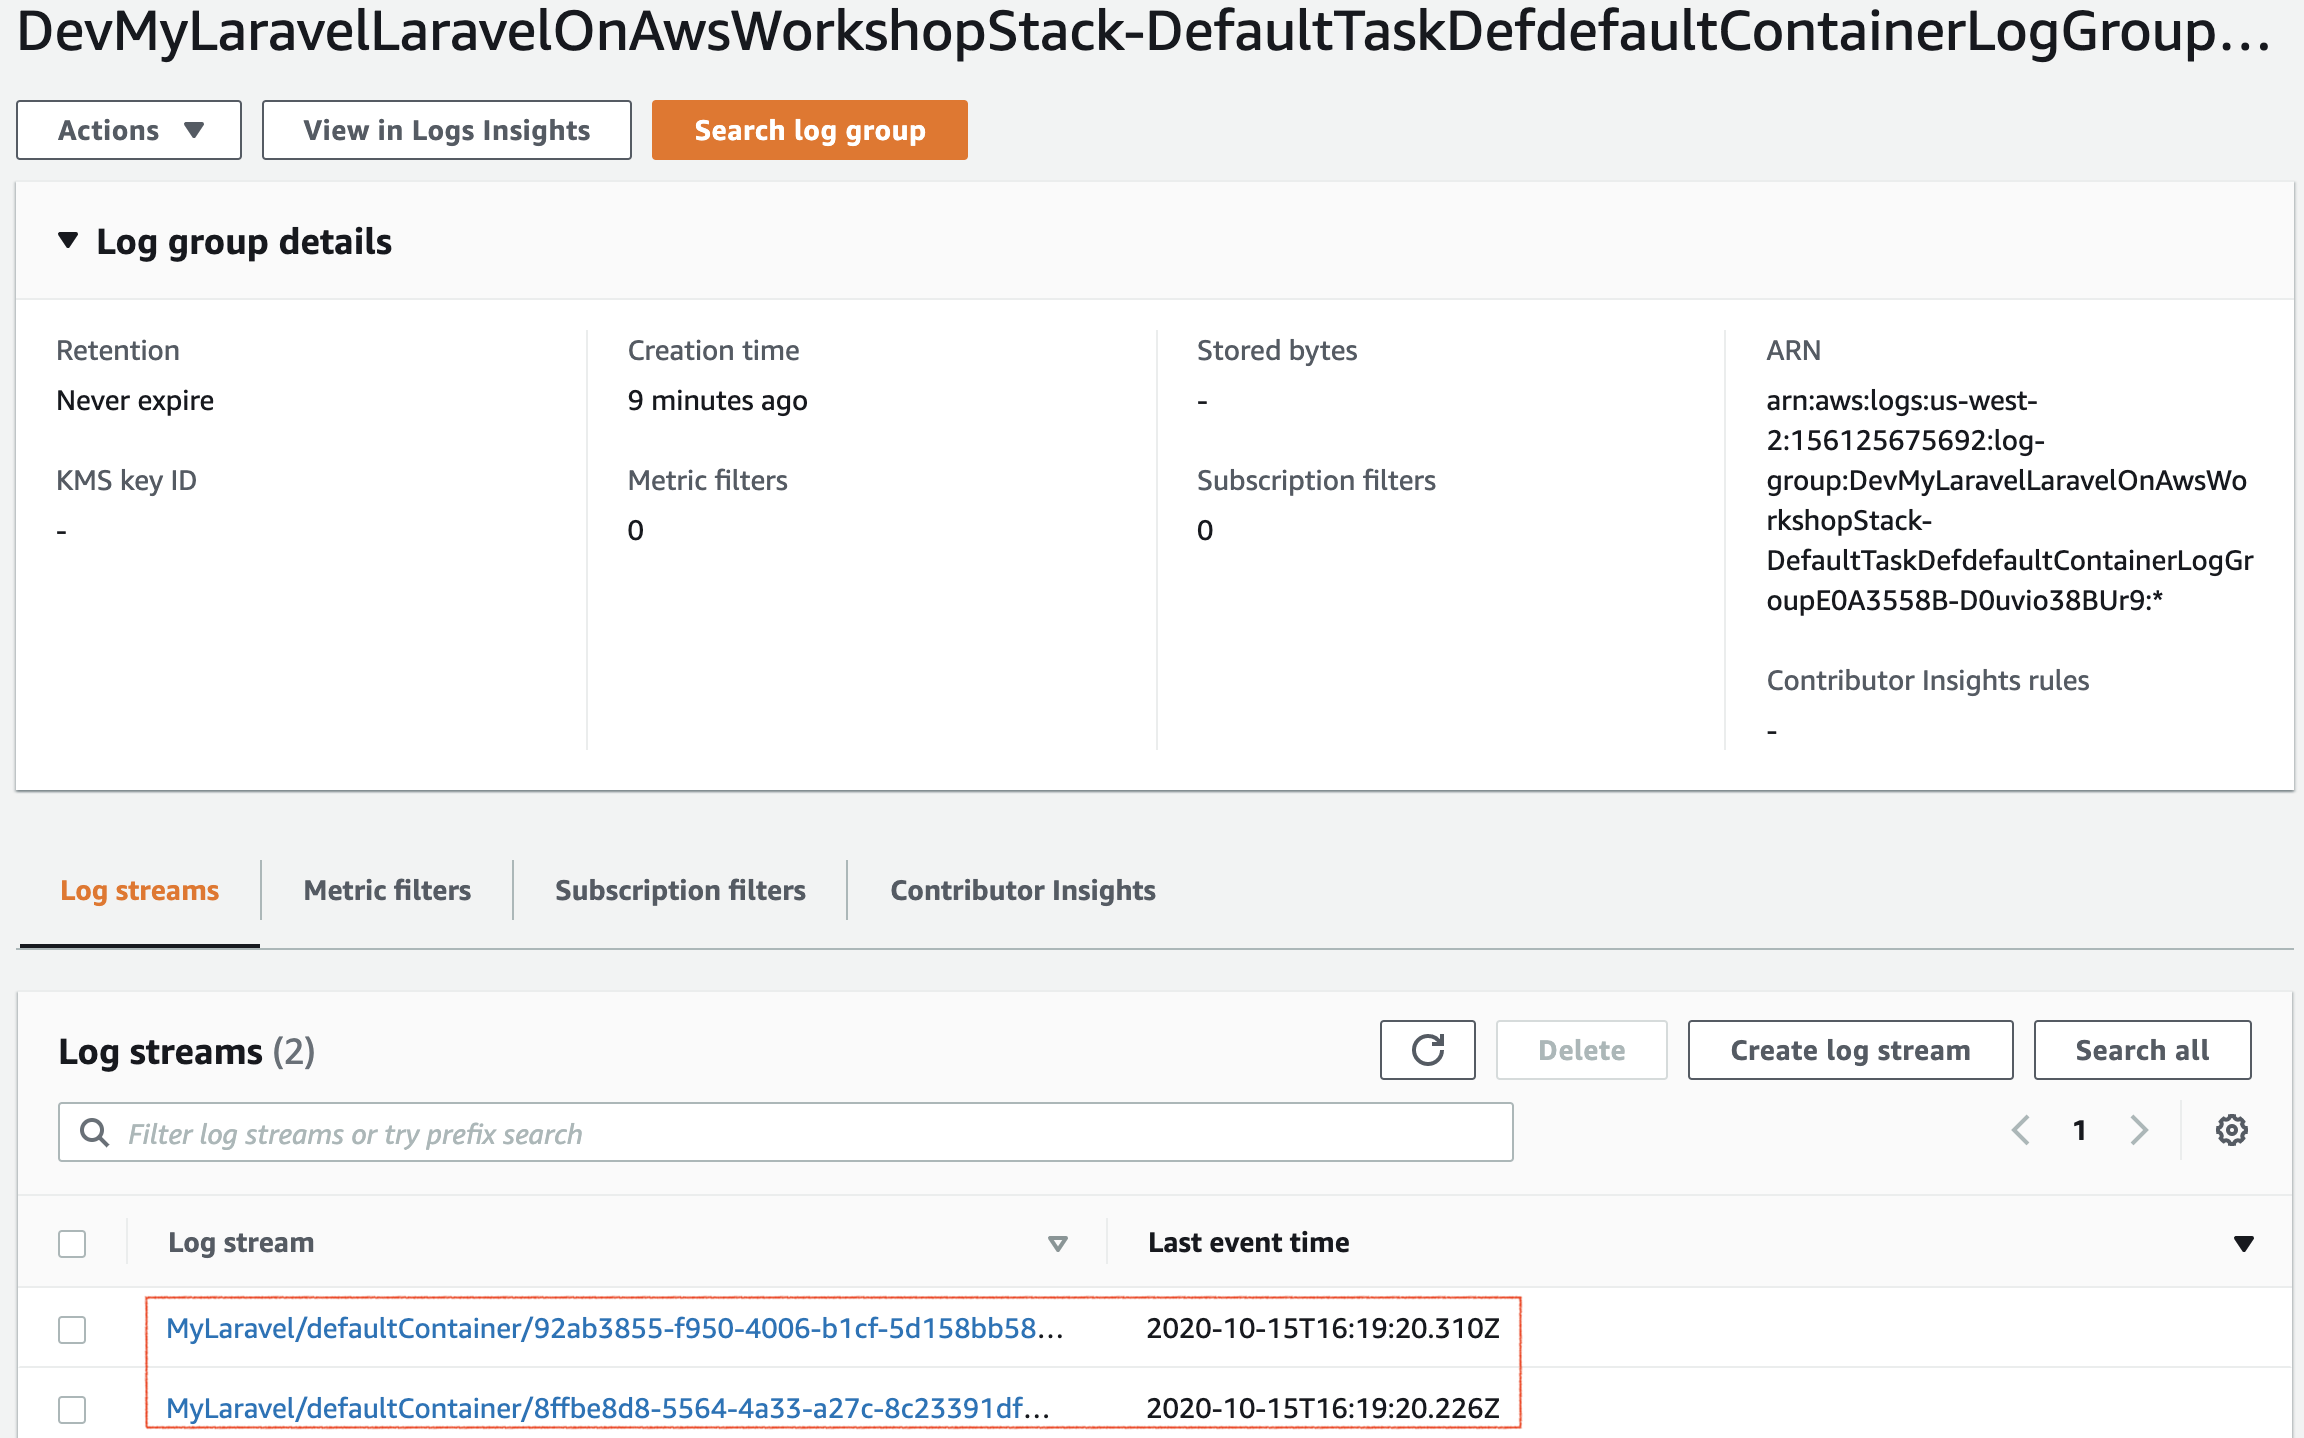 DevMyLaravelLaravelOnAwsWorkshopStack-DefaultTaskDefdefaultContainerLogGroup...
Actions
View in Logs Insights
Search log group
Log group details
Retention
Never expire
KMS key ID
-
Creation time
9 minutes ago
Metric filters
0
Stored bytes
-
Subscription filters
0
ARN
arn:aws:logs:us-west-
2:156125675692:log-
group:DevMyLaravelLaravelOnAwsWo
rkshopStack-
DefaultTaskDefdefaultContainerLogGr
oupE0A3558B-D0uvio38BUr9:*
Contributor Insights rules
-
Log streams
Metric filters
Subscription filters
Contributor Insights
Log streams (2)
Delete
Create log stream
Search all
Filter log streams or try prefix search
1
Log stream
Last event time
MyLaravel/defaultContainer/92ab3855-f950-4006-b1cf-5d158bb58... 2020-10-15T16:19:20.310Z
MyLaravel/defaultContainer/8ffbe8d8-5564-4a33-a27c-8c23391df... 2020-10-15T16:19:20.226Z